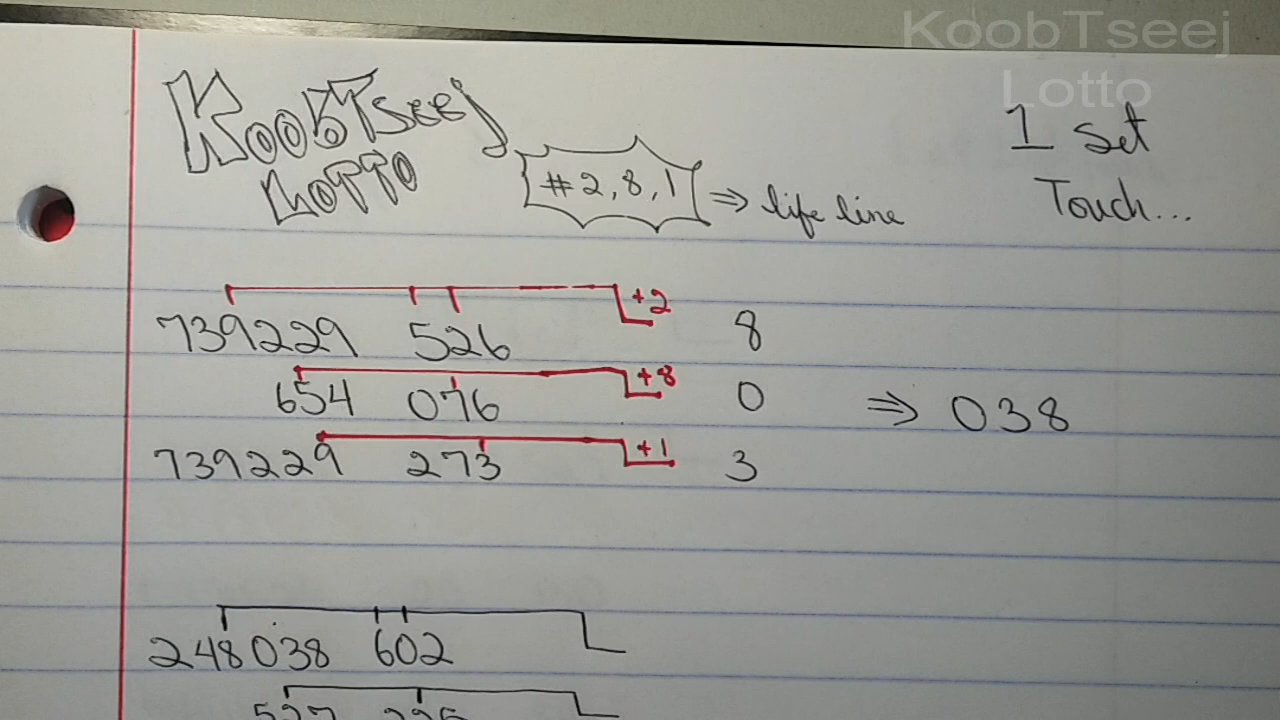 KoobTseej
Lotto
KOOBTSEEJ
LOTTO
1 Set
Touch...
#2,8,1 ⇒ life line
+2
739229 526 8
+8
654 076 0 ⇒ 038
+1
739229 273 3
248038 602